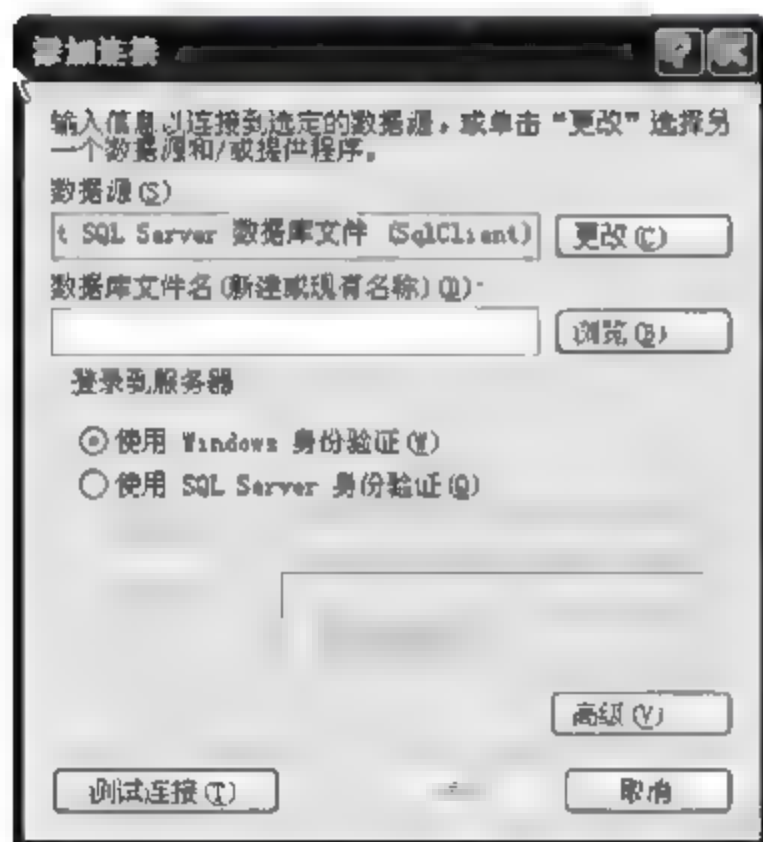 添加连接
输入信息以连接到选定的数据源，或单击“更改”选择另
一个数据源和/或提供程序。
数据源(S)
t SQL Server 数据库文件 (SqlClient)
更改(C)
数据库文件名(新建或现有名称)(D):
浏览(B)
登录到服务器
使用 Windows 身份验证(W)
使用 SQL Server 身份验证(Q)
高级(V)
测试连接(T)
取消